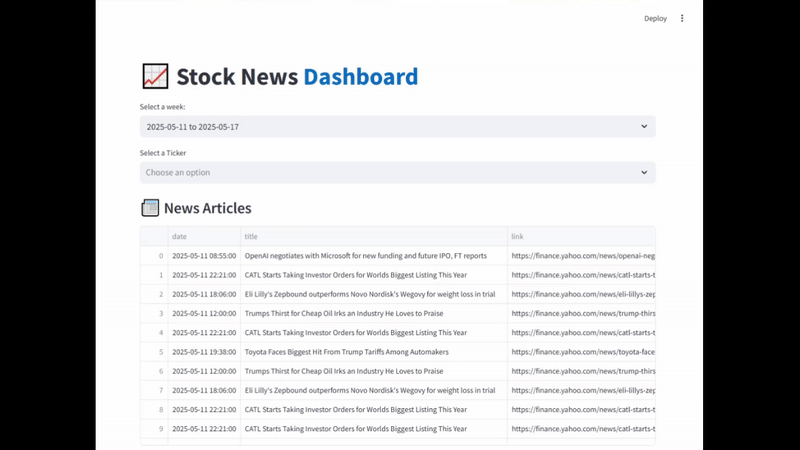 Deploy
Stock News Dashboard
Select a week:
2025-05-11 to 2025-05-17
Select a Ticker
Choose an option
News Articles
date title link
0 2025-05-11 08:55:00 OpenAI negotiates with Microsoft for new funding and future IPO, FT reports https://finance.yahoo.com/news/openai-neg
1 2025-05-11 22:21:00 CATL Starts Taking Investor Orders for Worlds Biggest Listing This Year https://finance.yahoo.com/news/catl-starts-t
2 2025-05-11 18:06:00 Eli Lilly's Zepbound outperforms Novo Nordisk's Wegovy for weight loss in trial https://finance.yahoo.com/news/eli-lillys-zep
3 2025-05-11 12:00:00 Trumps Thirst for Cheap Oil Irks an Industry He Loves to Praise https://finance.yahoo.com/news/trump-thirs
4 2025-05-11 22:21:00 CATL Starts Taking Investor Orders for Worlds Biggest Listing This Year https://finance.yahoo.com/news/catl-starts-t
5 2025-05-11 19:38:00 Toyota Faces Biggest Hit From Trump Tariffs Among Automakers https://finance.yahoo.com/news/toyota-face
6 2025-05-11 12:00:00 Trumps Thirst for Cheap Oil Irks an Industry He Loves to Praise https://finance.yahoo.com/news/trump-thirs
7 2025-05-11 18:06:00 Eli Lilly's Zepbound outperforms Novo Nordisk's Wegovy for weight loss in trial https://finance.yahoo.com/news/eli-lillys-zep
8 2025-05-11 22:21:00 CATL Starts Taking Investor Orders for Worlds Biggest Listing This Year https://finance.yahoo.com/news/catl-starts-t
9 2025-05-11 22:21:00 CATL Starts Taking Investor Orders for Worlds Biggest Listing This Year https://finance.yahoo.com/news/catl-starts-t